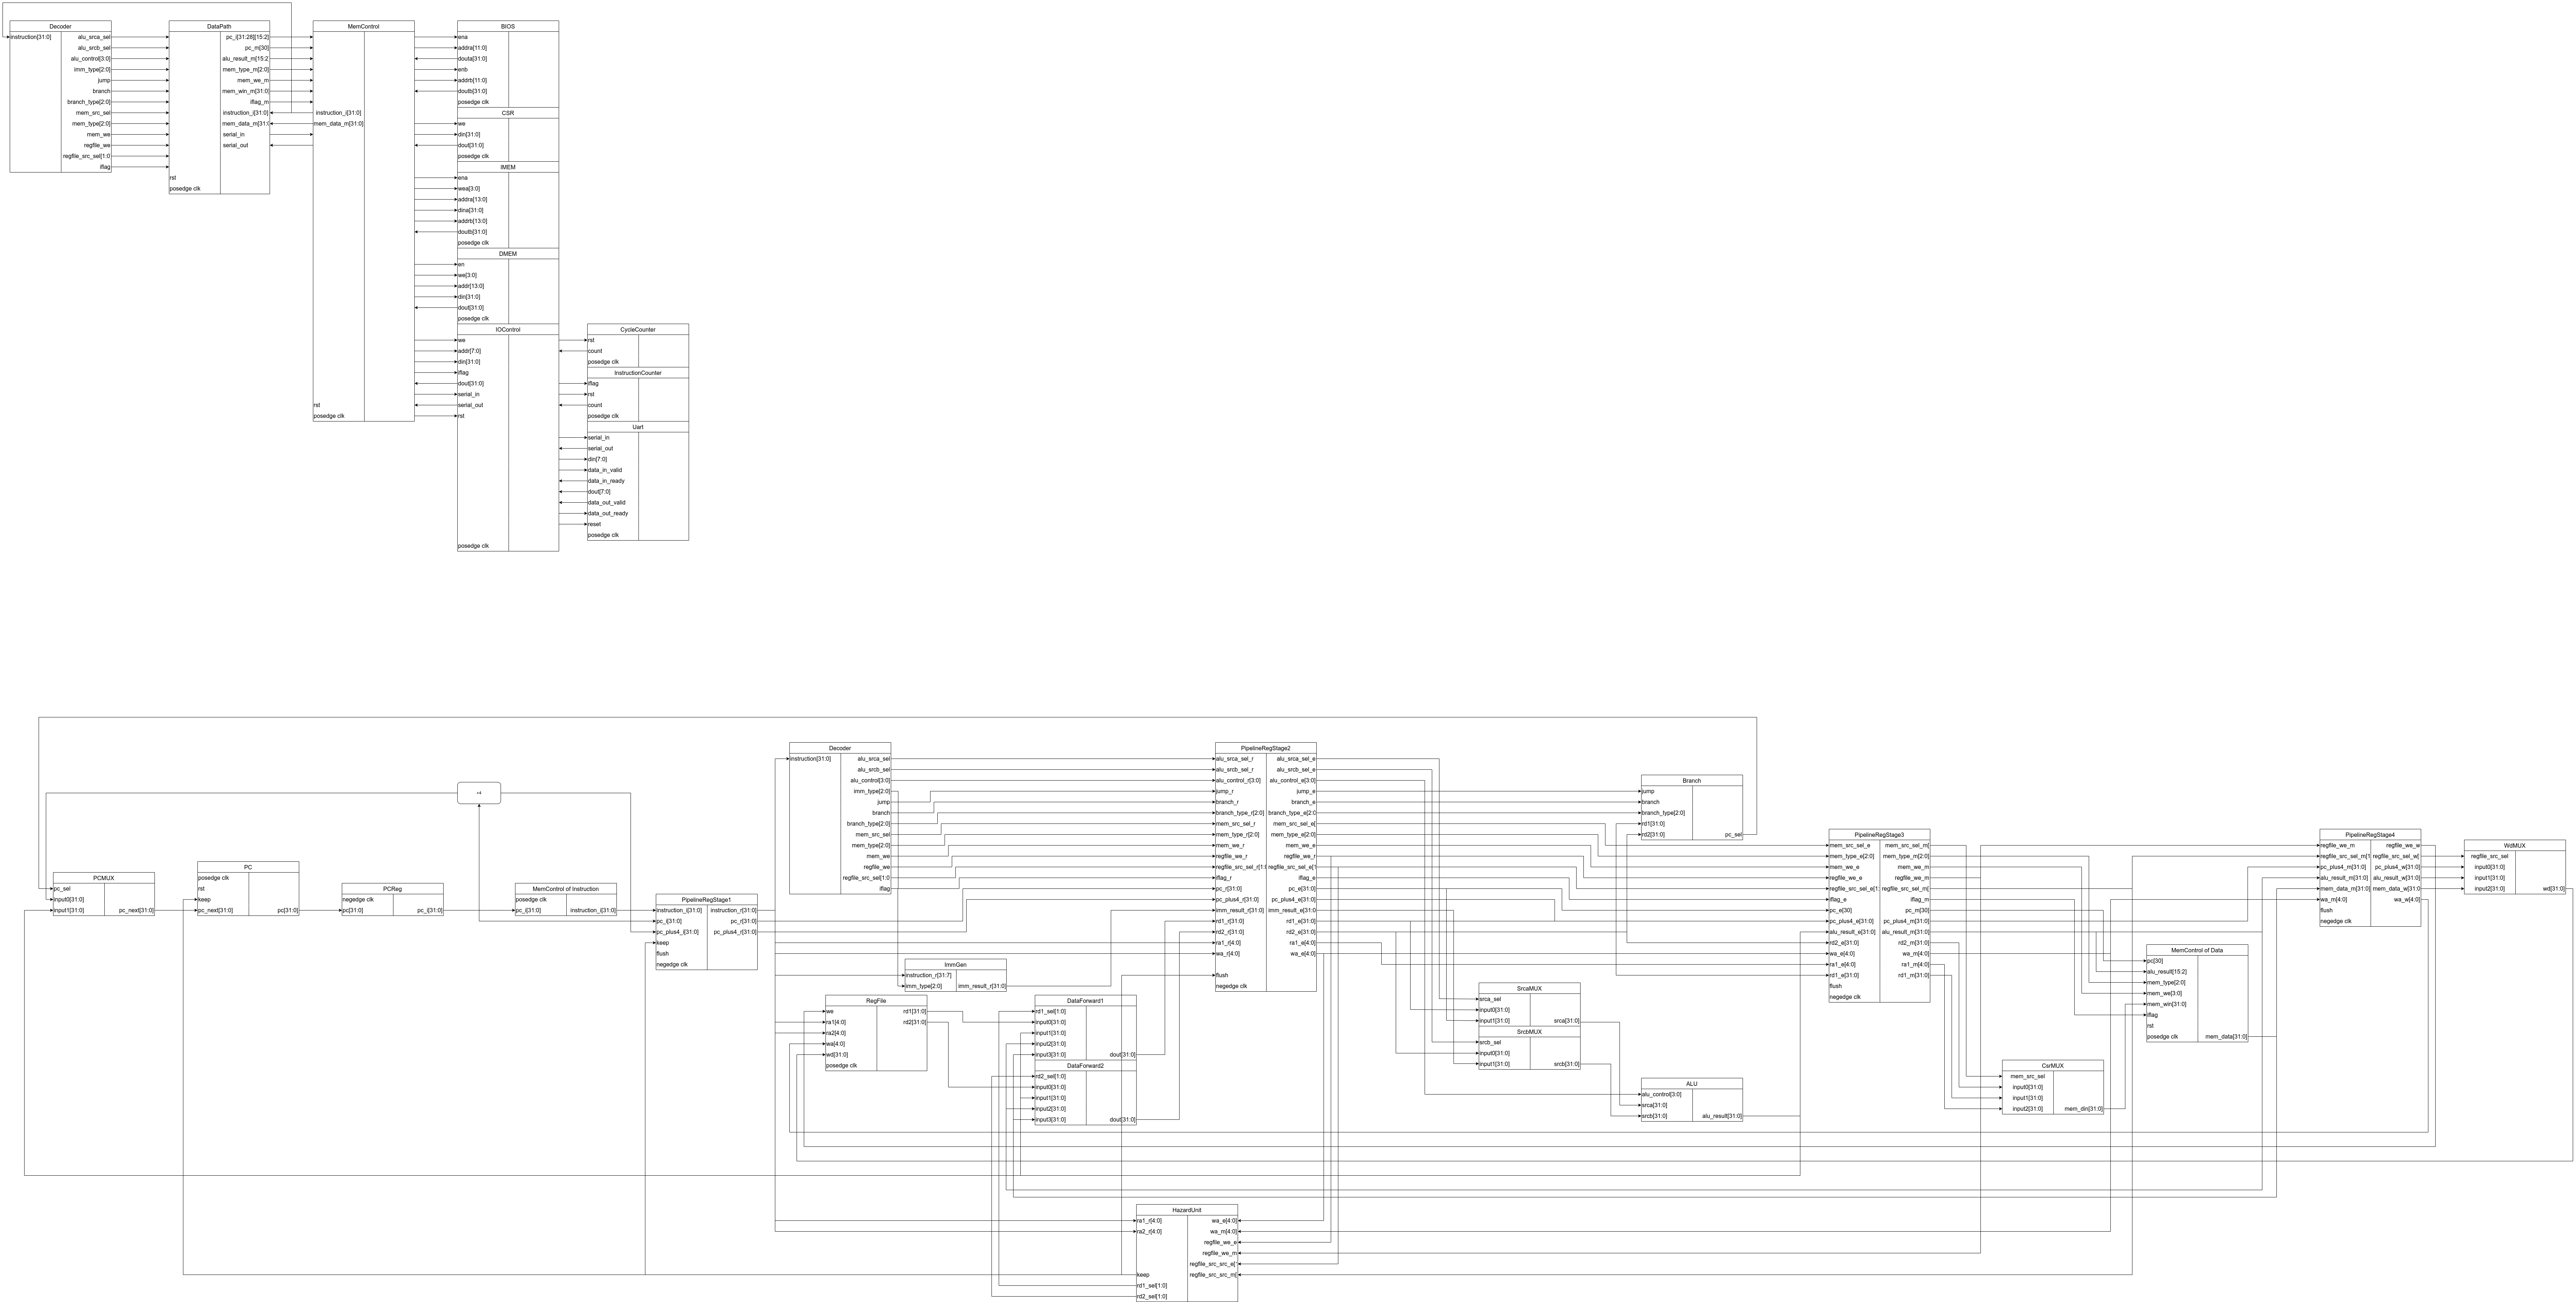 Decoder
instruction[31:0]
alu_srca_sel
alu_srcb_sel
alu_control[3:0]
imm_type[2:0]
jump
branch
branch_type[2:0]
mem_src_sel
mem_type[2:0]
mem_we
regfile_we
regfile_src_sel[1:0
iflag
DataPath
pc_i[31:28][15:2]
pc_m[30]
alu_result_m[15:2]
mem_type_m[2:0]
mem_we_m
mem_win_m[31:0]
iflag_m
instruction_i[31:0]
mem_data_m[31:0
serial_in
serial_out
rst
posedge clk
MemControl
instruction_i[31:0]
mem_data_m[31:0]
rst
posedge clk
BIOS
ena
addra[11:0]
douta[31:0]
enb
addrb[11:0]
doutb[31:0]
posedge clk
CSR
we
din[31:0]
dout[31:0]
posedge clk
IMEM
ena
wea[3:0]
addra[13:0]
dina[31:0]
addrb[13:0]
doutb[31:0]
posedge clk
DMEM
en
we[3:0]
addr[13:0]
din[31:0]
dout[31:0]
posedge clk
IOControl
we
addr[7:0]
din[31:0]
iflag
dout[31:0]
serial_in
serial_out
rst
posedge clk
CycleCounter
rst
count
posedge clk
InstructionCounter
iflag
rst
count
posedge clk
Uart
serial_in
serial_out
din[7:0]
data_in_valid
data_in_ready
dout[7:0]
data_out_valid
data_out_ready
reset
posedge clk
PCMUX
pc_sel
input0[31:0]
input1[31:0]
pc_next[31:0]
PC
posedge clk
rst
keep
pc_next[31:0]
pc[31:0]
PCReg
negedge clk
pc[31:0]
pc_i[31:0]
+4
MemControl of Instruction
posedge clk
pc_i[31:0]
instruction_i[31:0]
PipelineRegStage1
instruction_i[31:0]
pc_i[31:0]
pc_plus4_i[31:0]
keep
flush
negedge clk
instruction_r[31:0]
pc_r[31:0]
pc_plus4_r[31:0]
Decoder
instruction[31:0]
alu_srca_sel
alu_srcb_sel
alu_control[3:0]
imm_type[2:0]
jump
branch
branch_type[2:0]
mem_src_sel
mem_type[2:0]
mem_we
regfile_we
regfile_src_sel[1:0
iflag
ImmGen
instruction_r[31:7]
imm_type[2:0]
imm_result_r[31:0]
RegFile
we
ra1[4:0]
ra2[4:0]
wa[4:0]
wd[31:0]
posedge clk
rd1[31:0]
rd2[31:0]
DataForward1
rd1_sel[1:0]
input0[31:0]
input1[31:0]
input2[31:0]
input3[31:0]
dout[31:0]
DataForward2
rd2_sel[1:0]
input0[31:0]
input1[31:0]
input2[31:0]
input3[31:0]
dout[31:0]
PipelineRegStage2
alu_srca_sel_r
alu_srcb_sel_r
alu_control_r[3:0]
jump_r
branch_r
branch_type_r[2:0]
mem_src_sel_r
mem_type_r[2:0]
mem_we_r
regfile_we_r
regfile_src_sel_r[1:0
iflag_r
pc_r[31:0]
pc_plus4_r[31:0]
imm_result_r[31:0]
rd1_r[31:0]
rd2_r[31:0]
ra1_r[4:0]
wa_r[4:0]
flush
negedge clk
alu_srca_sel_e
alu_srcb_sel_e
alu_control_e[3:0]
jump_e
branch_e
branch_type_e[2:0
mem_src_sel_e[
mem_type_e[2:0]
mem_we_e
regfile_we_r
regfile_src_sel_e[1
iflag_e
pc_e[31:0]
pc_plus4_e[31:0]
imm_result_e[31:0
rd1_e[31:0]
rd2_e[31:0]
ra1_e[4:0]
wa_e[4:0]
SrcaMUX
srca_sel
input0[31:0]
input1[31:0]
srca[31:0]
SrcbMUX
srcb_sel
input0[31:0]
input1[31:0]
srcb[31:0]
Branch
jump
branch
branch_type[2:0]
rd1[31:0]
rd2[31:0]
pc_sel
ALU
alu_control[3:0]
srca[31:0]
srcb[31:0]
alu_result[31:0]
PipelineRegStage3
mem_src_sel_e
mem_type_e[2:0]
mem_we_e
regfile_we_e
regfile_src_sel_e[1:
iflag_e
pc_e[30]
pc_plus4_e[31:0]
alu_result_e[31:0]
rd2_e[31:0]
wa_e[4:0]
ra1_e[4:0]
rd1_e[31:0]
flush
negedge clk
mem_src_sel_m[
mem_type_m[2:0]
mem_we_m
regfile_we_m
regfile_src_sel_m[
iflag_m
pc_m[30]
pc_plus4_m[31:0]
alu_result_m[31:0]
rd2_m[31:0]
wa_m[4:0]
ra1_m[4:0]
rd1_m[31:0]
CsrMUX
mem_src_sel
input0[31:0]
input1[31:0]
input2[31:0]
mem_din[31:0]
MemControl of Data
pc[30]
alu_result[15:2]
mem_type[2:0]
mem_we[3:0]
mem_win[31:0]
iflag
rst
posedge clk
mem_data[31:0]
PipelineRegStage4
regfile_we_m
regfile_src_sel_m[1
pc_plus4_m[31:0]
alu_result_m[31:0]
mem_data_m[31:0]
wa_m[4:0]
flush
negedge clk
regfile_we_w
regfile_src_sel_w[
pc_plus4_w[31:0]
alu_result_w[31:0]
mem_data_w[31:0
wa_w[4:0]
WdMUX
regfile_src_sel
input0[31:0]
input1[31:0]
input2[31:0]
wd[31:0]
HazardUnit
ra1_r[4:0]
ra2_r[4:0]
keep
rd1_sel[1:0]
rd2_sel[1:0]
wa_e[4:0]
wa_m[4:0]
regfile_we_e
regfile_we_m
regfile_src_src_e[
regfile_src_src_m[